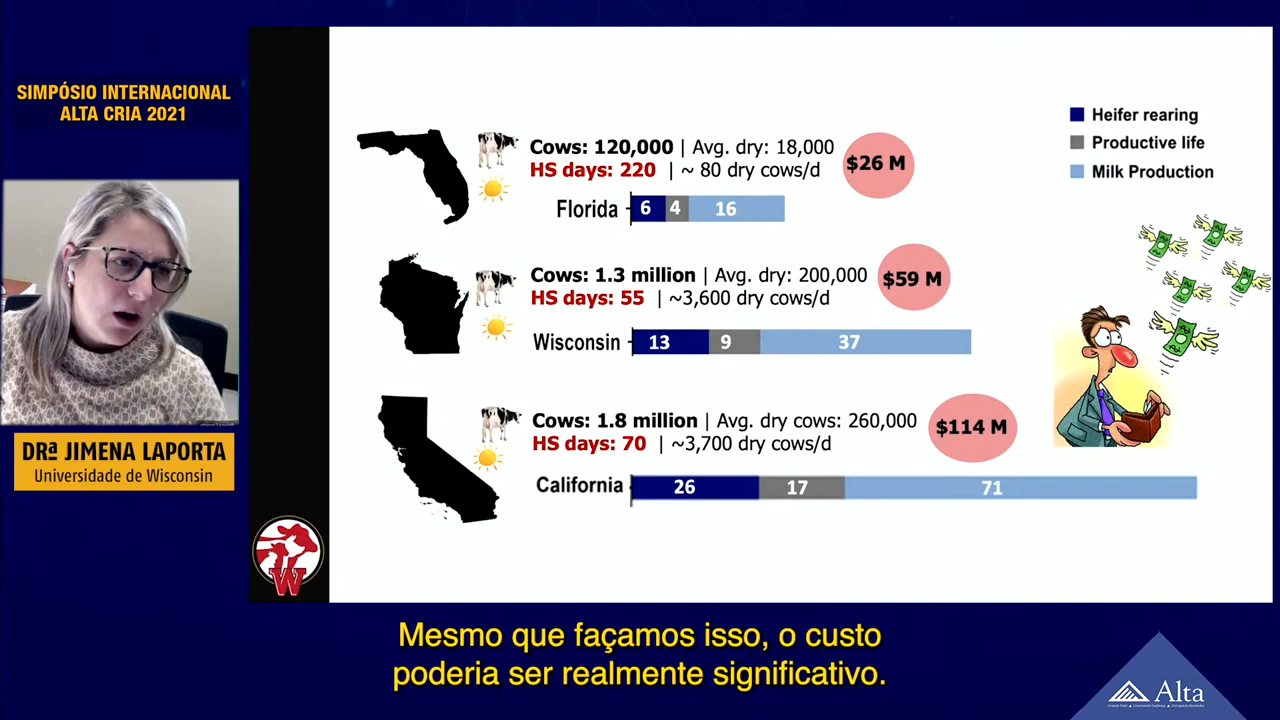 SIMPÓSIO INTERNACIONAL
ALTA CRIA 2021
DRª JIMENA LAPORTA
Universidade de Wisconsin
W
Heifer rearing
Productive life
Milk Production
Cows: 120,000 | Avg. dry: 18,000
HS days: 220 | ~ 80 dry cows/d
$26 M
Florida 6 4 16
Cows: 1.3 million | Avg. dry: 200,000
HS days: 55 | ~3,600 dry cows/d
$59 M
Wisconsin 13 9 37
Cows: 1.8 million | Avg. dry cows: 260,000
HS days: 70 | ~3,700 dry cows/d
$114 M
California 26 17 71
Mesmo que façamos isso, o custo
poderia ser realmente significativo.
Alta